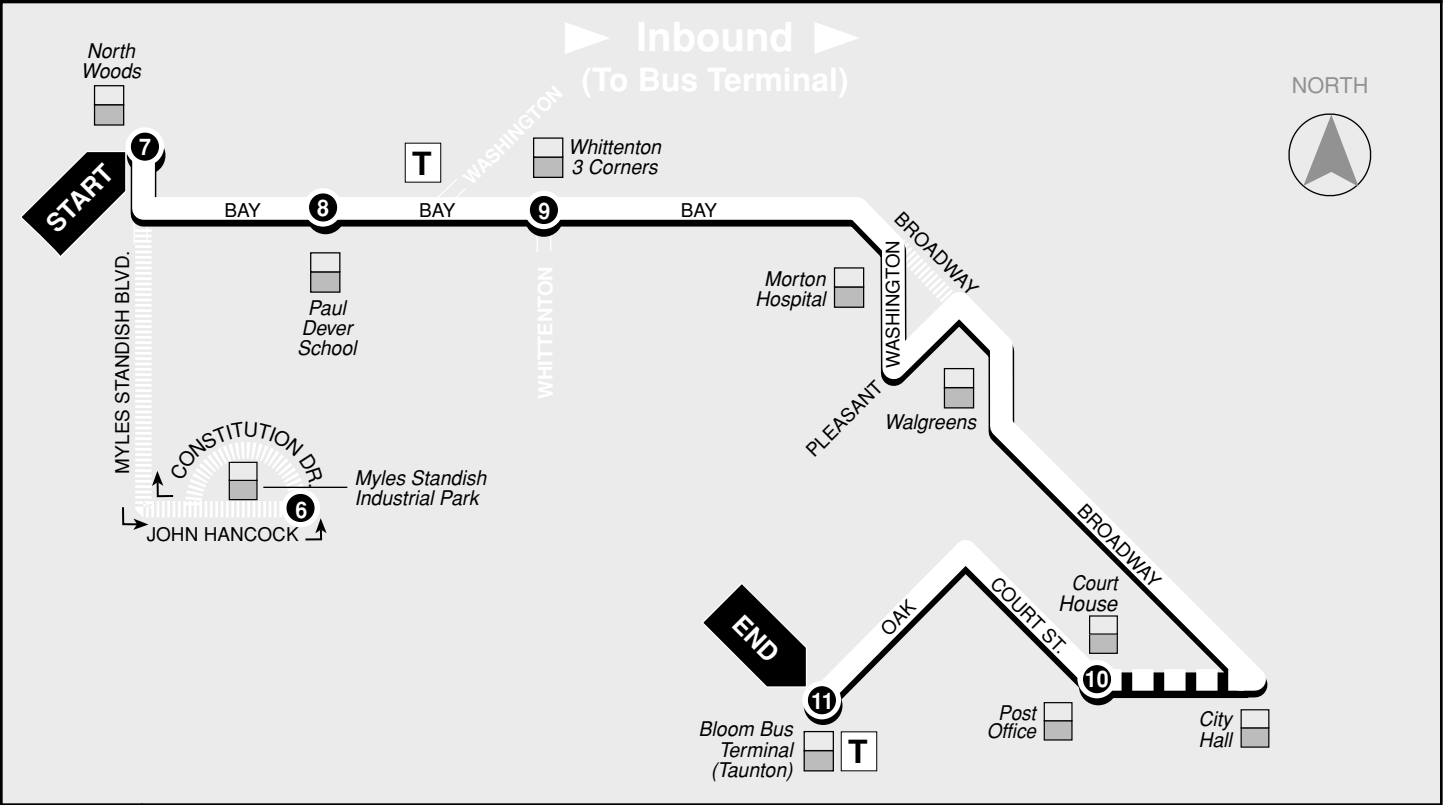 Inbound
(To Bus Terminal)
NORTH
North
Woods
START
7
WASHINGTON
T
Whittenton
3 Corners
BAY
8
BAY
9
BAY
BROADWAY
Paul
Dever
School
WHITTENTON
Morton
Hospital
WASHINGTON
PLEASANT
Walgreens
MYLES STANDISH BLVD.
CONSTITUTION DR.
Myles Standish
Industrial Park
6
JOHN HANCOCK
BROADWAY
Court
House
COURT ST.
OAK
END
10
11
Post
Office
City
Hall
Bloom Bus
Terminal
(Taunton)
T